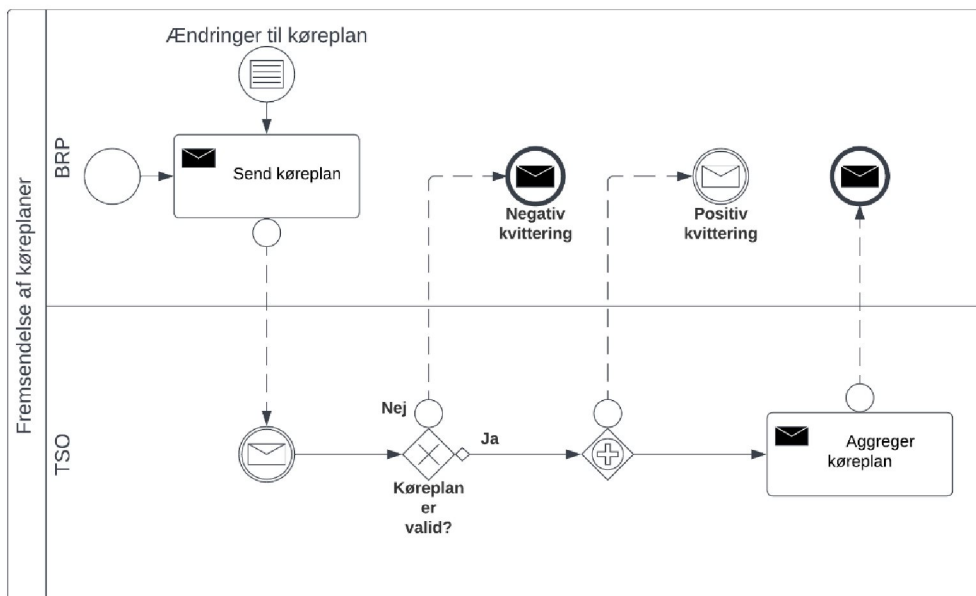 Fremsendelse af køreplaner
BRP
Ændringer til køreplan
Send køreplan
Negativ
kvittering
Positiv
kvittering
TSO
Nej
Ja
Køreplan
er
valid?
Aggreger
køreplan